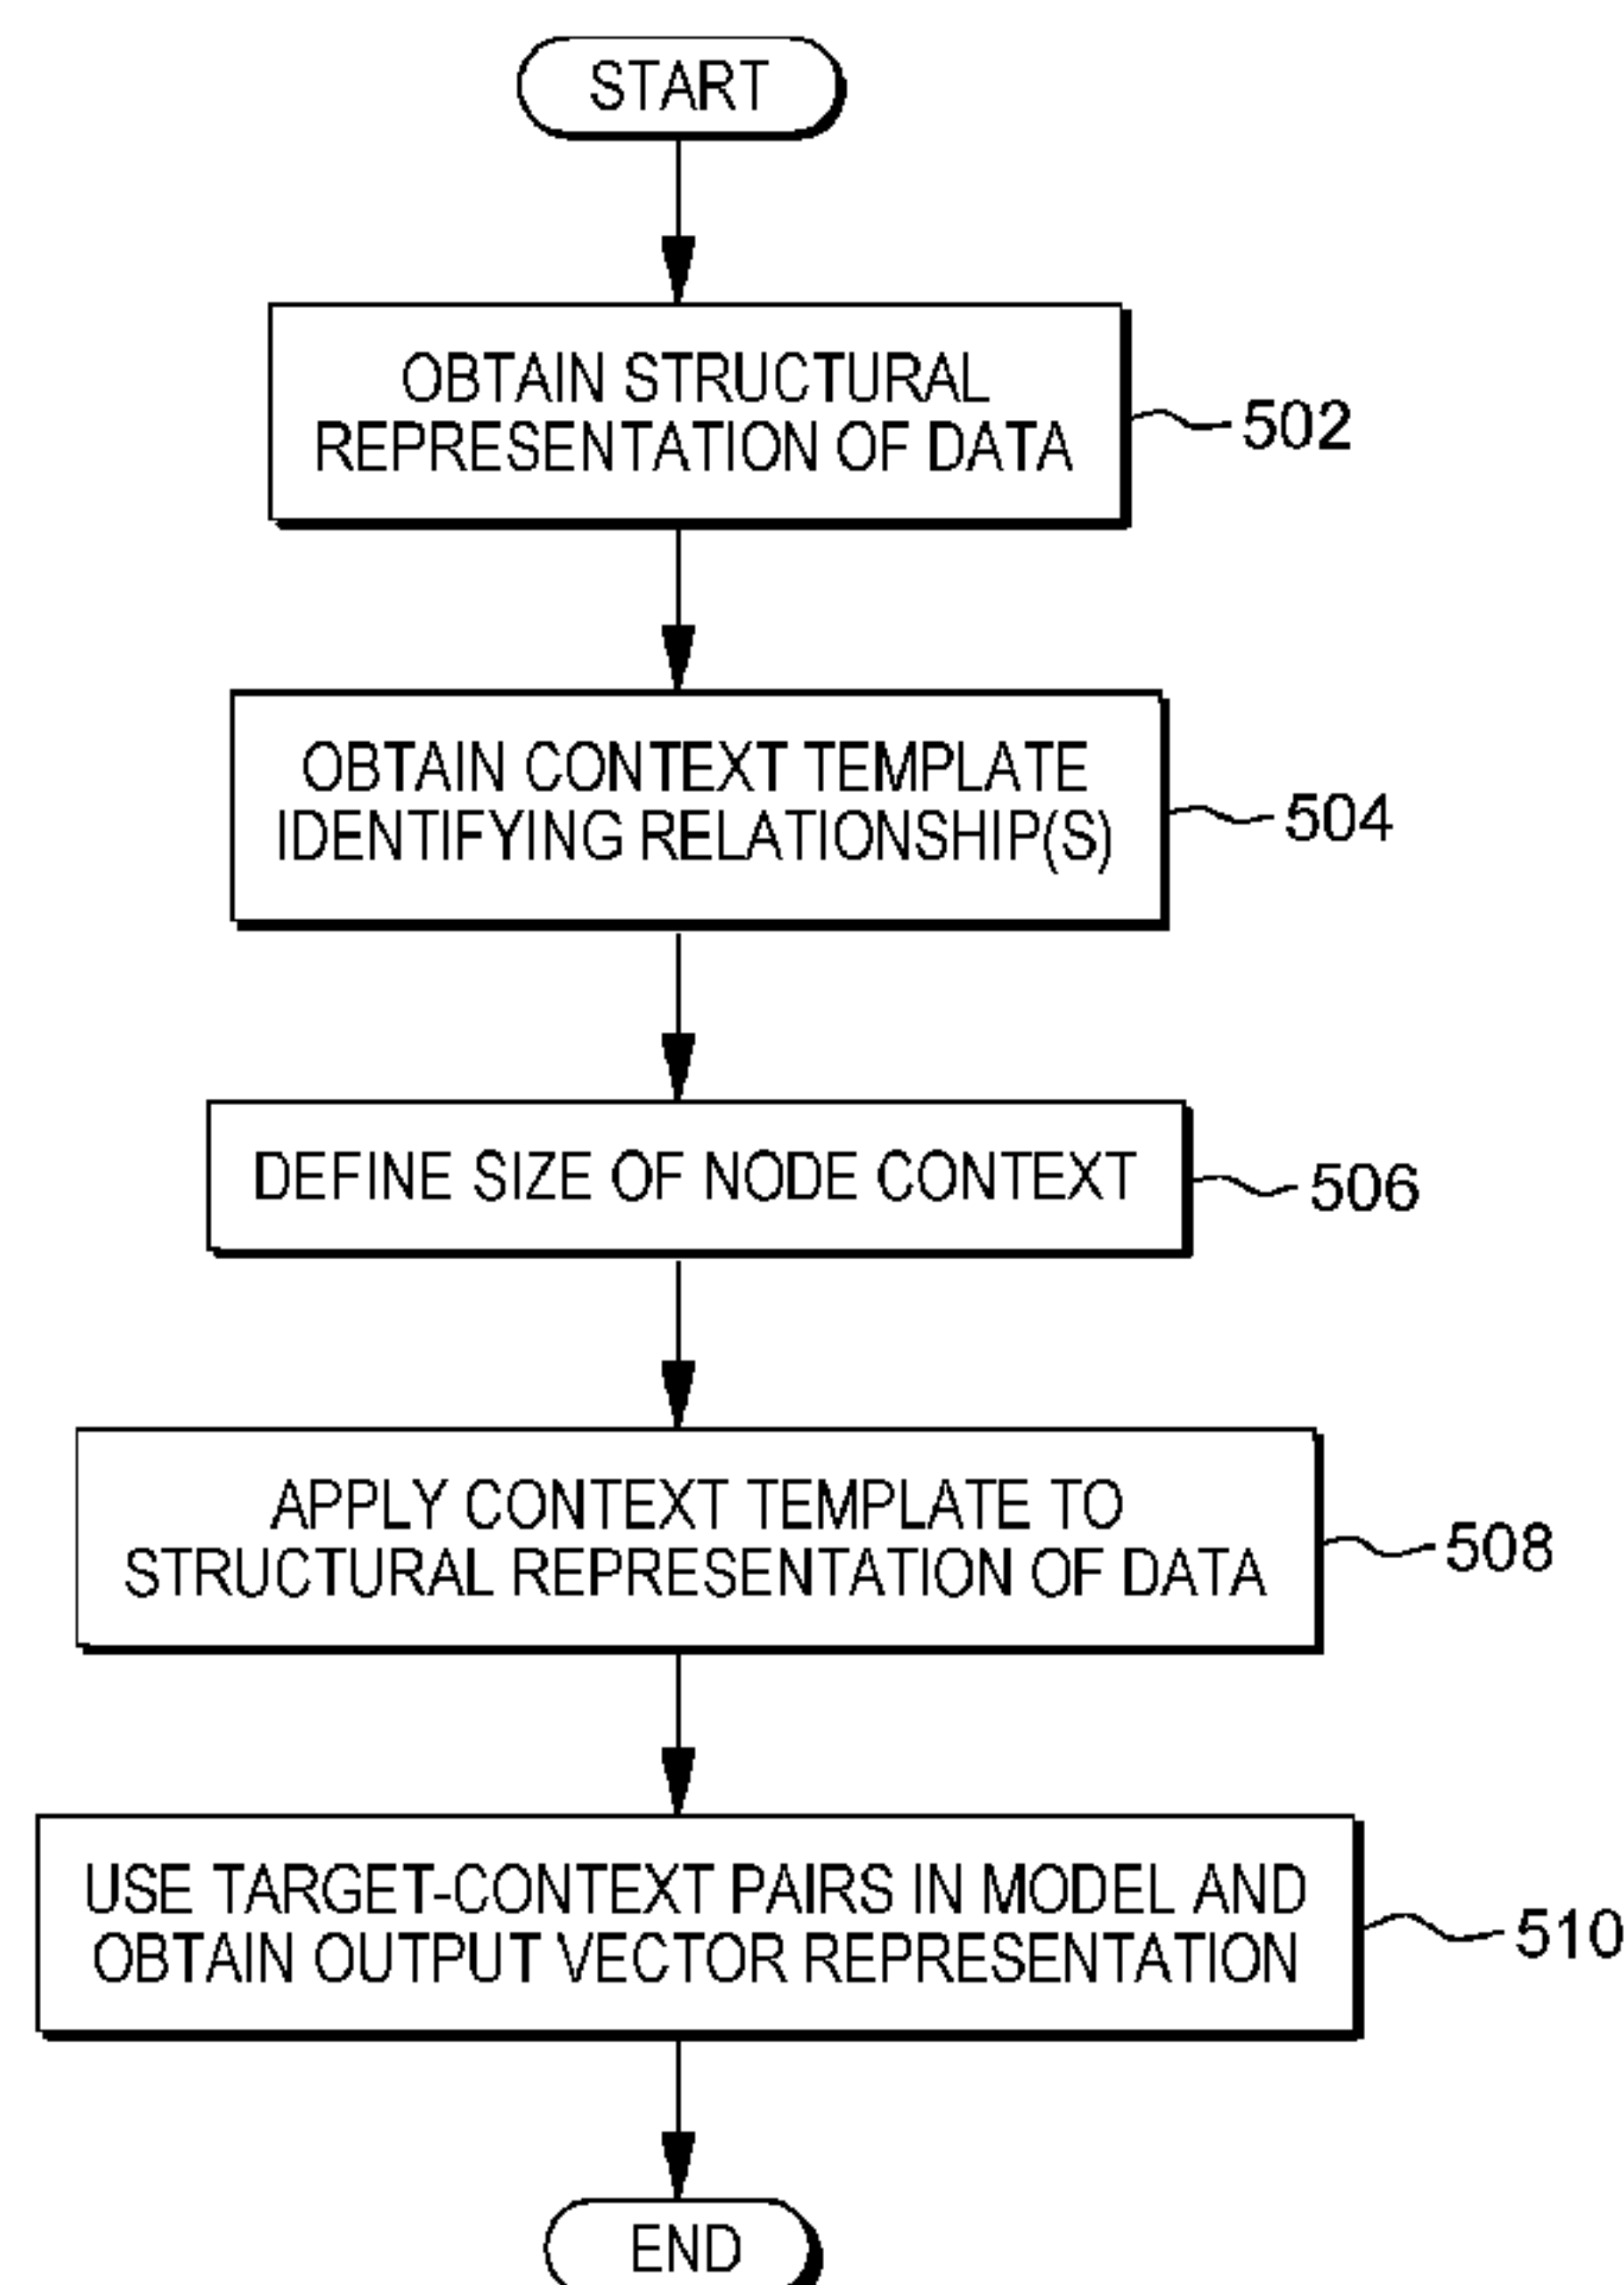 START
OBTAIN STRUCTURAL
REPRESENTATION OF DATA
502
OBTAIN CONTEXT TEMPLATE
IDENTIFYING RELATIONSHIP(S)
504
DEFINE SIZE OF NODE CONTEXT
506
APPLY CONTEXT TEMPLATE TO
STRUCTURAL REPRESENTATION OF DATA
508
USE TARGET-CONTEXT PAIRS IN MODEL AND
OBTAIN OUTPUT VECTOR REPRESENTATION
510
END